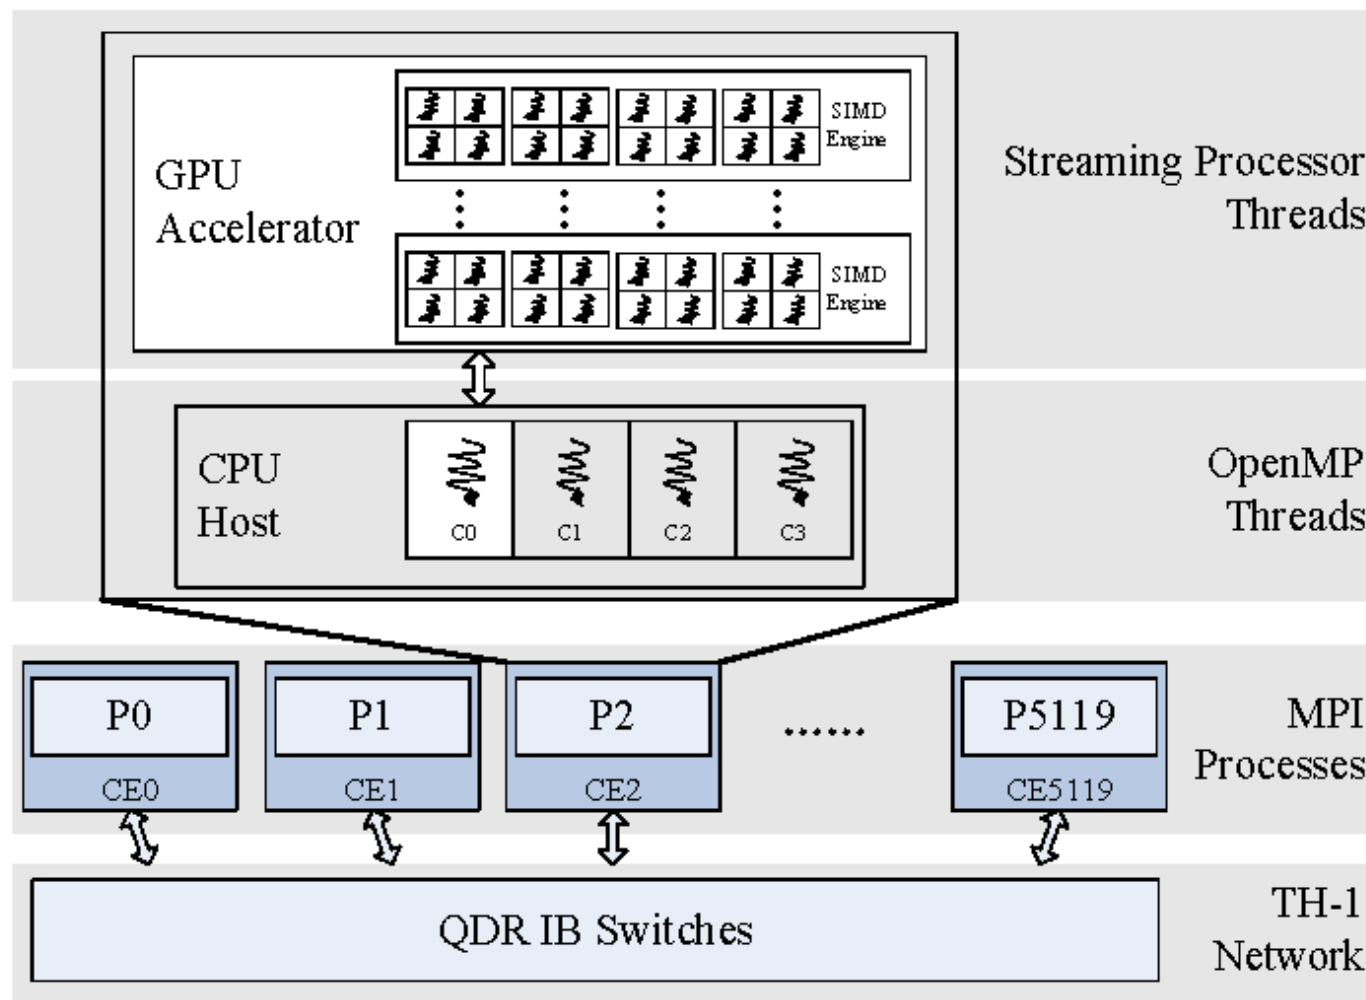 GPU
Accelerator
SIMD
Engine
SIMD
Engine
Streaming Processor
Threads
CPU
Host
C0
C1
C2
C3
OpenMP
Threads
P0
CE0
P1
CE1
P2
CE2
......
P5119
CE5119
MPI
Processes
QDR IB Switches
TH-1
Network